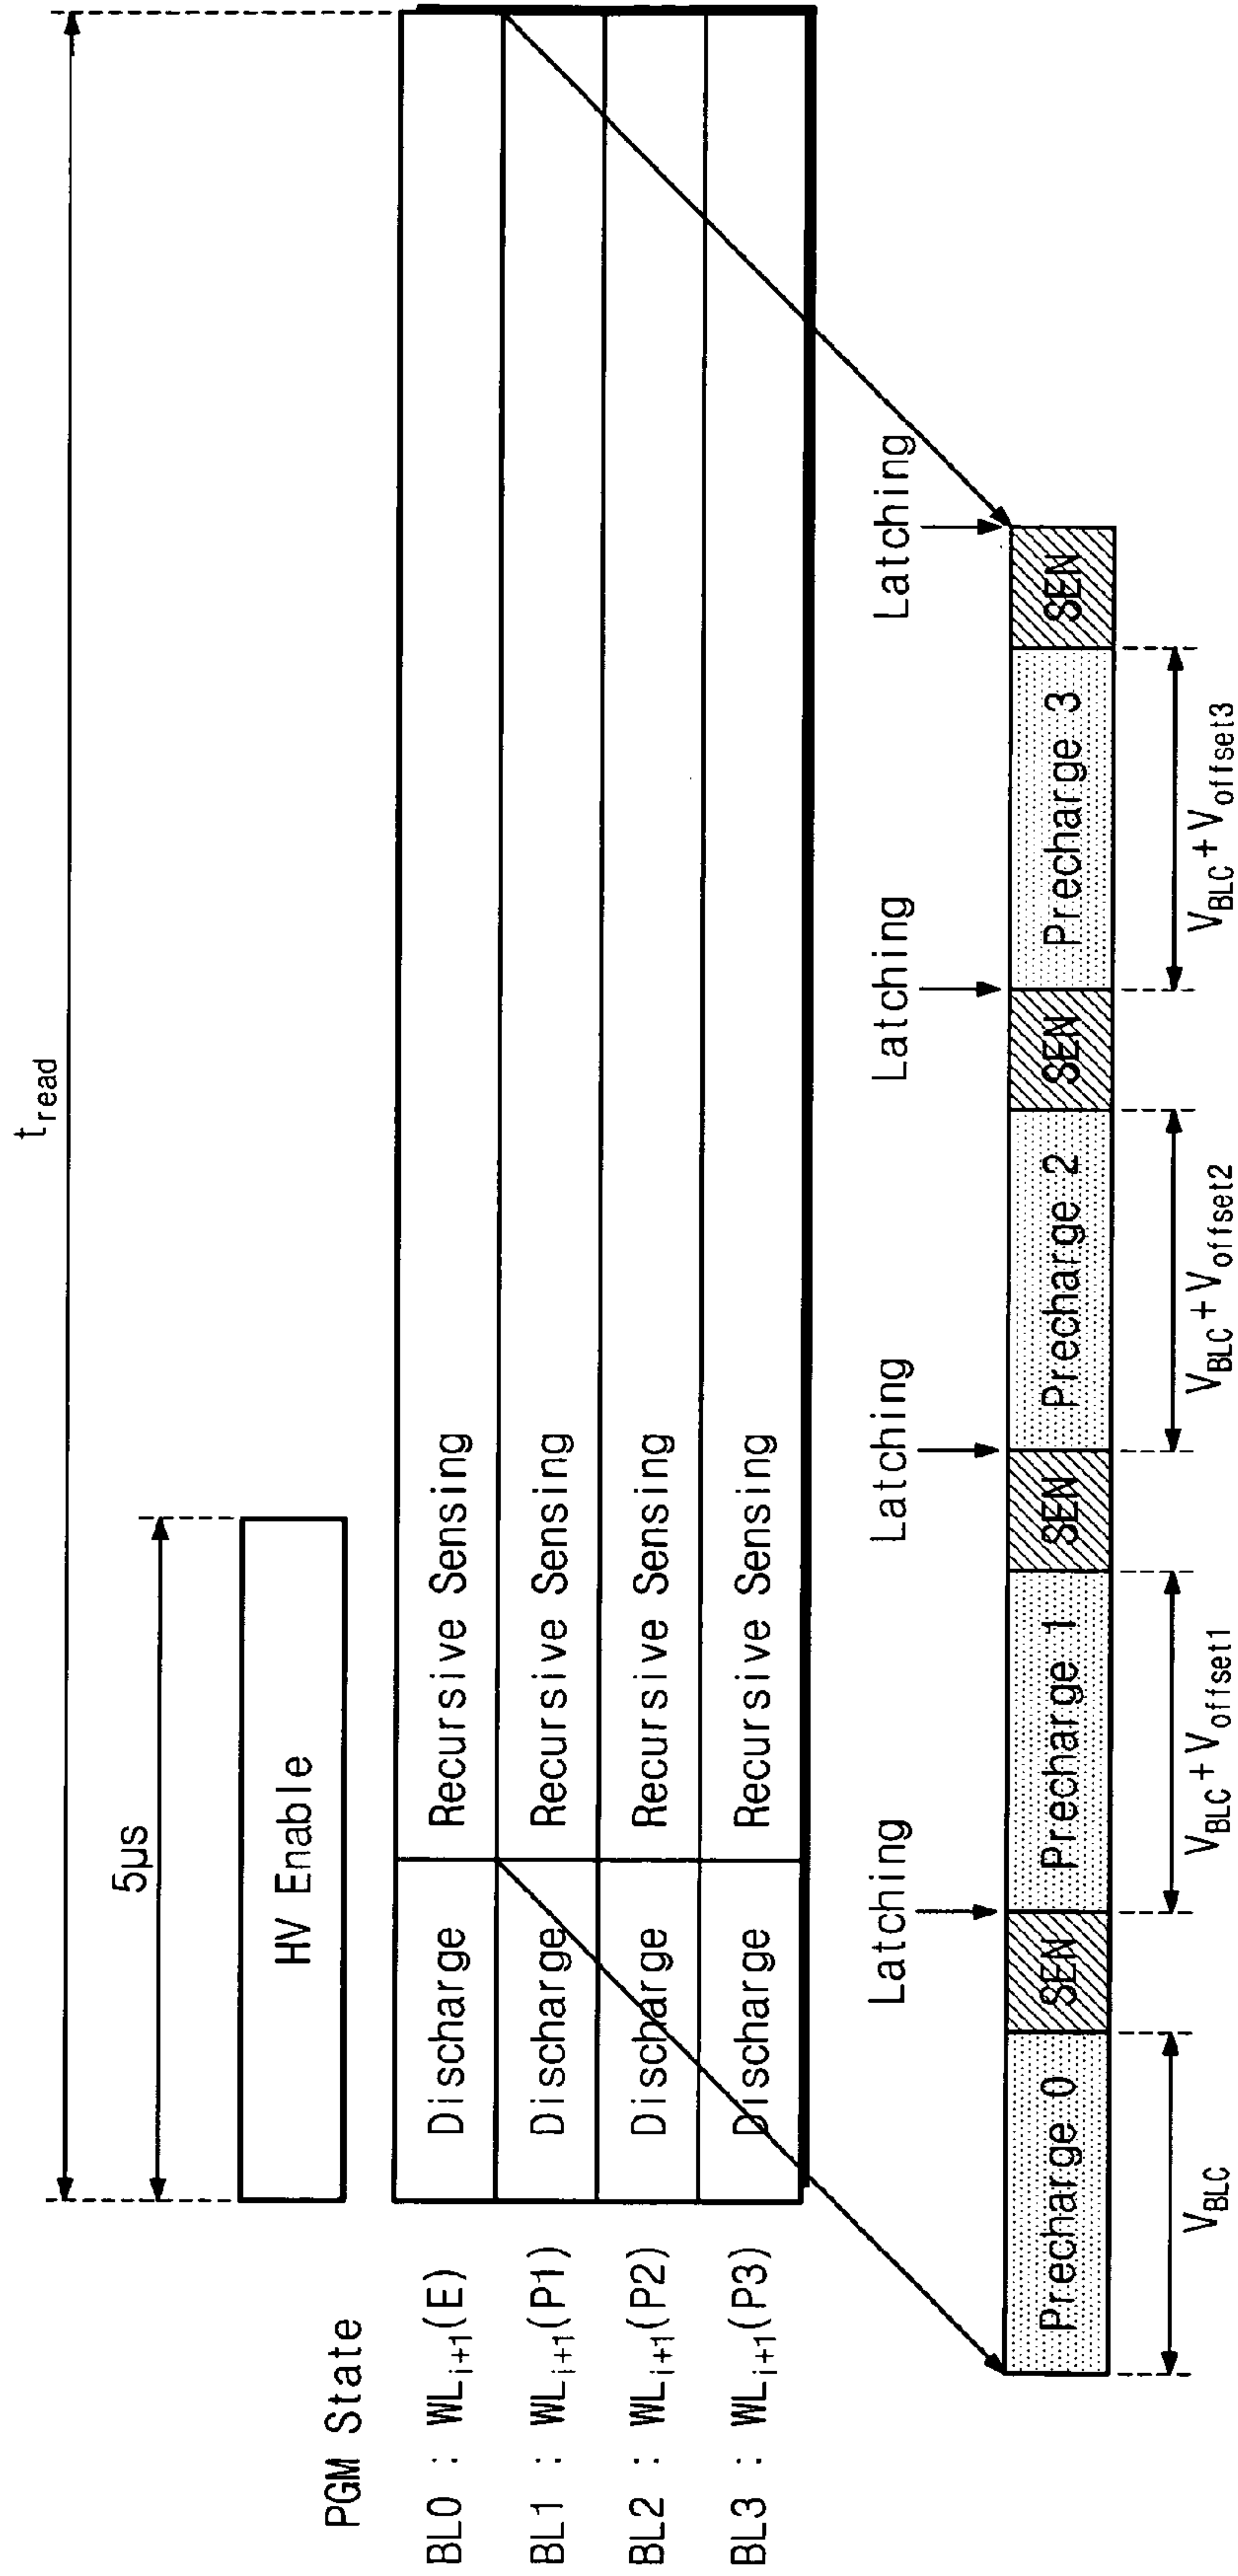 t_read
5µs
HV Enable
PGM State
BL0 : WL_i+1(E) Discharge Recursive Sensing
BL1 : WL_i+1(P1) Discharge Recursive Sensing
BL2 : WL_i+1(P2) Discharge Recursive Sensing
BL3 : WL_i+1(P3) Discharge Recursive Sensing
Latching Latching Latching Latching
Precharge 0 SEN Precharge 1 SEN Precharge 2 SEN Precharge 3 SEN
V_BLC V_BLC + V_offset1 V_BLC + V_offset2 V_BLC + V_offset3